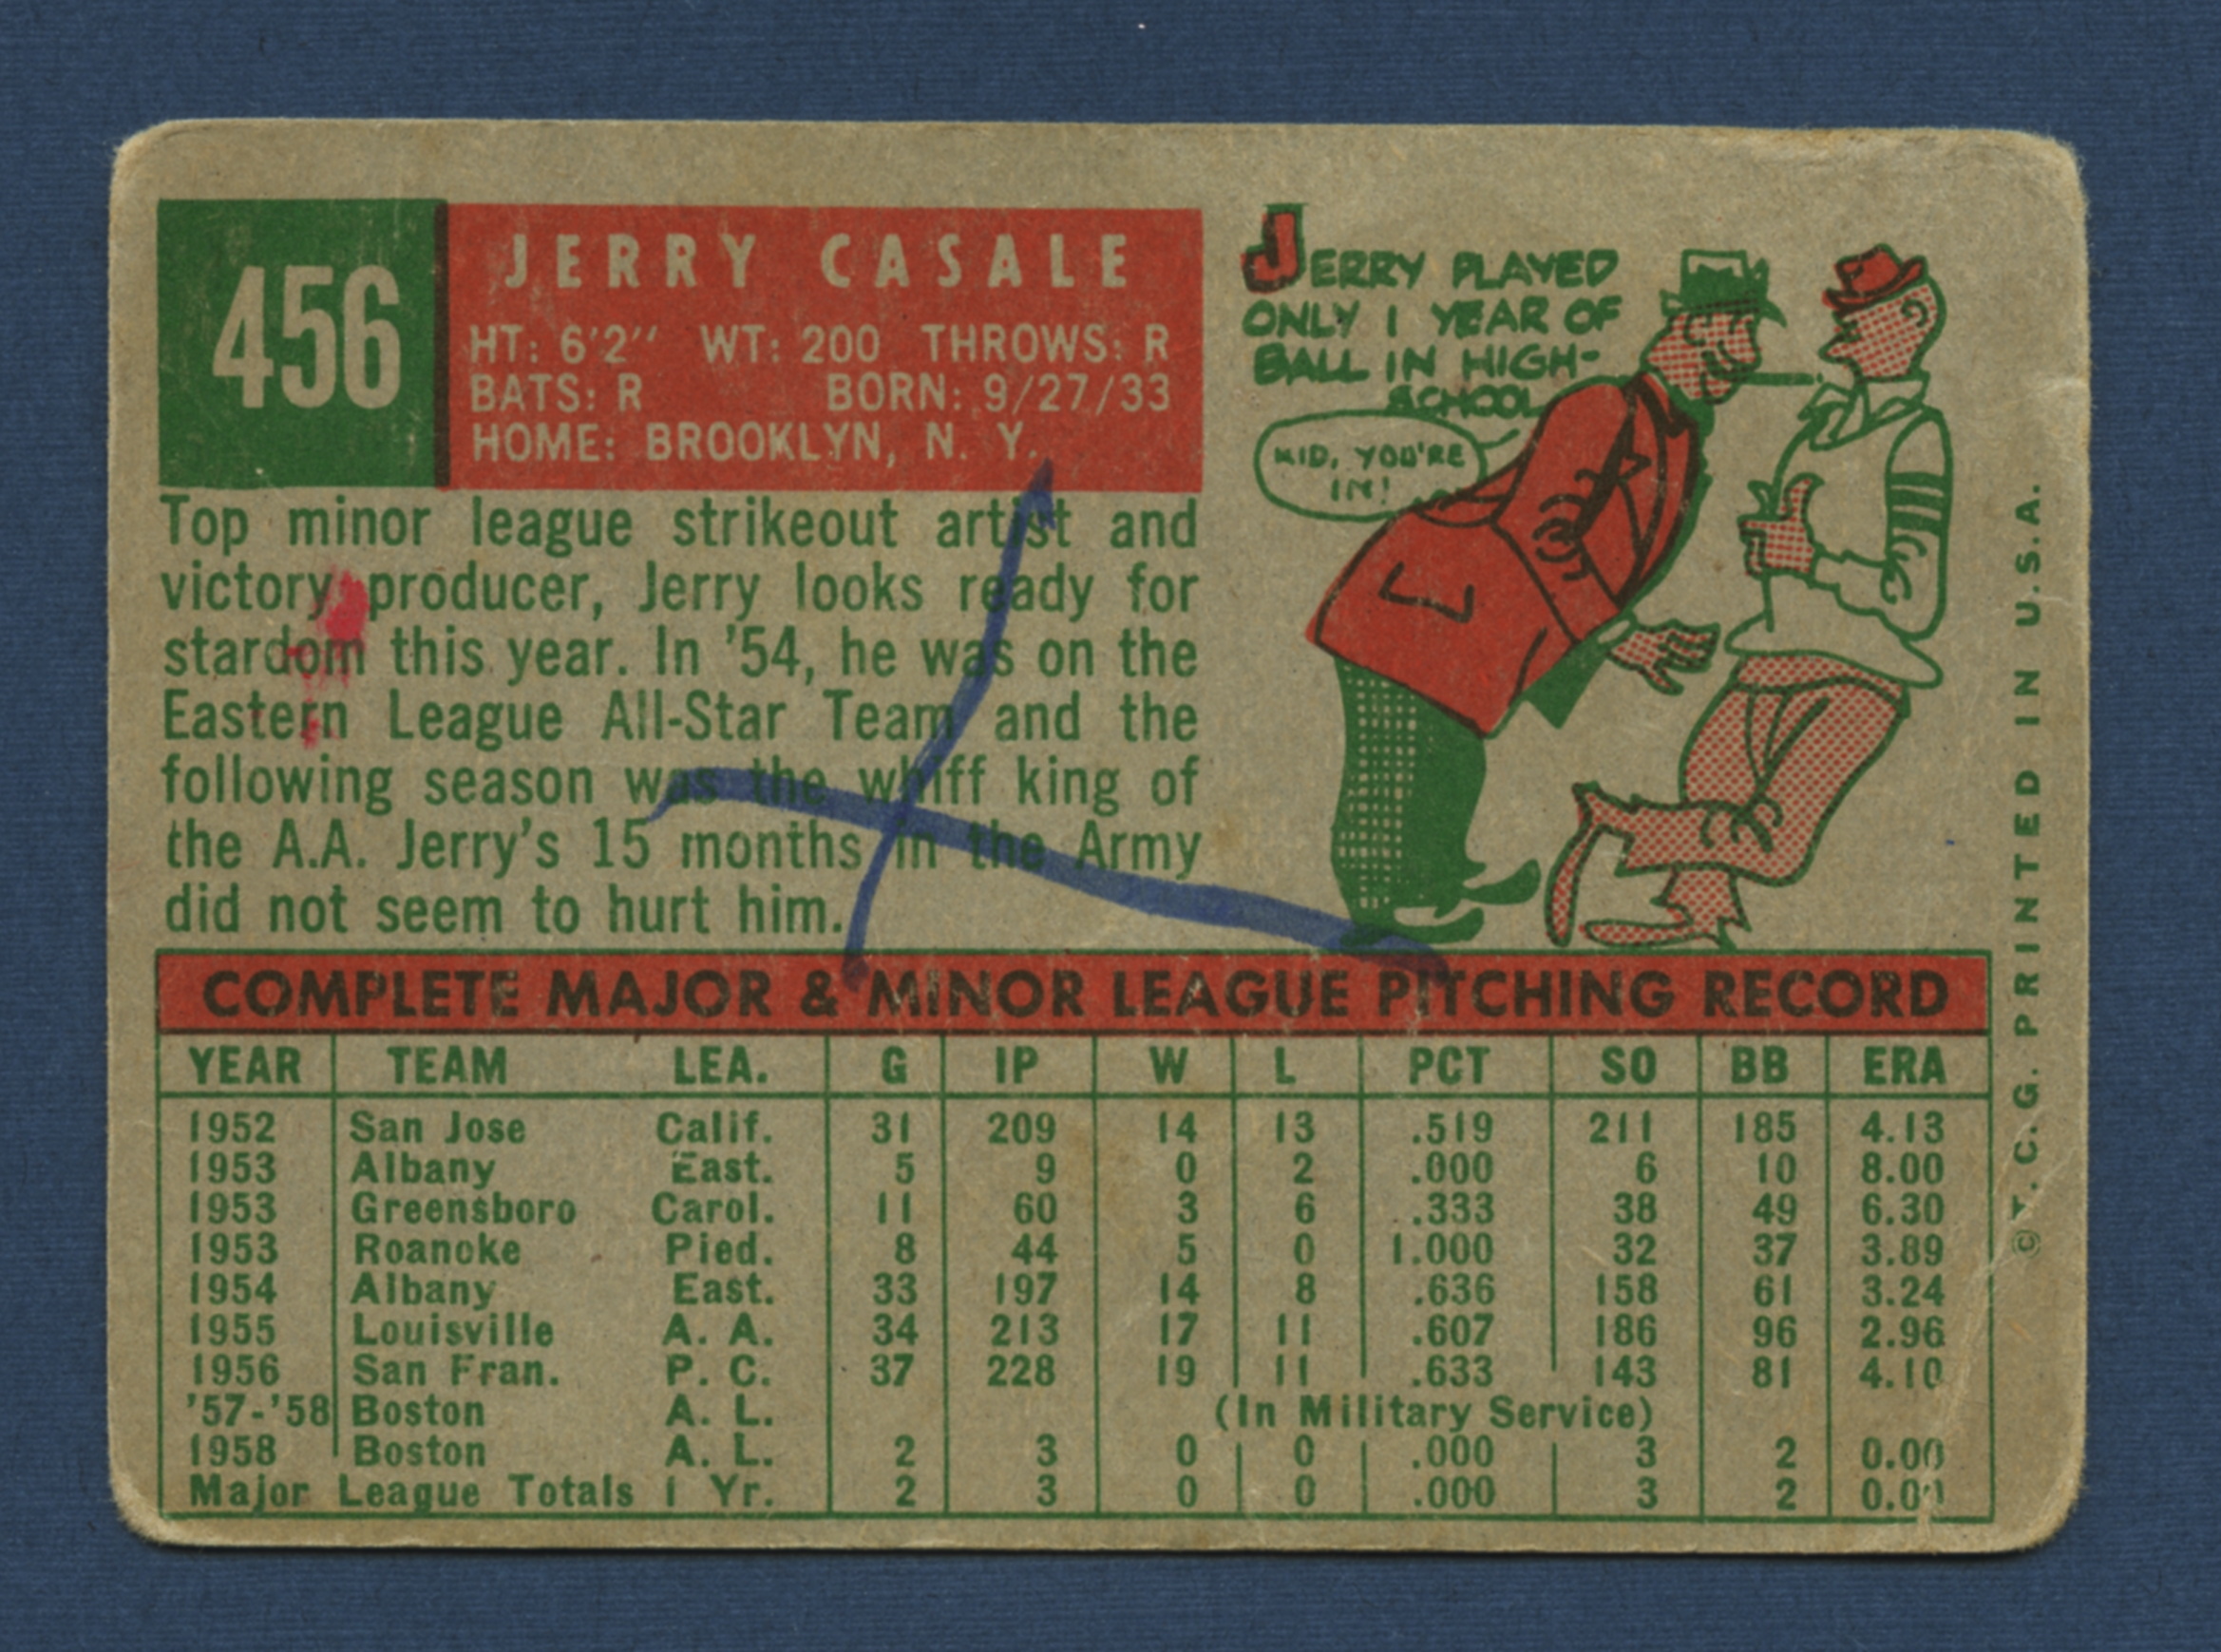 456
JERRY CASALE
HT: 6'2" WT: 200 THROWS: R
BATS: R BORN: 9/27/33
HOME: BROOKLYN, N. Y.
Top minor league strikeout artist and
victory producer, Jerry looks ready for
stardom this year. In '54, he was on the
Eastern League All-Star Team and the
following season was the whiff king of
the A.A. Jerry's 15 months in the Army
did not seem to hurt him.
JERRY PLAYED
ONLY 1 YEAR OF
BALL IN HIGH-
SCHOOL
KID, YOU'RE
IN!
COMPLETE MAJOR & MINOR LEAGUE PITCHING RECORD
YEAR TEAM LEA. G IP W L PCT SO BB ERA
1952 San Jose Calif. 31 209 14 13 .519 211 185 4.13
1953 Albany East. 5 9 0 2 .000 6 10 8.00
1953 Greensboro Carol. 11 60 3 6 .333 38 49 6.30
1953 Roanoke Pied. 8 44 5 0 1.000 32 37 3.89
1954 Albany East. 33 197 14 8 .636 158 61 3.24
1955 Louisville A. A. 34 213 17 11 .607 186 96 2.96
1956 San Fran. P. C. 37 228 19 11 .633 143 81 4.10
'57-'58 Boston A. L. (In Military Service)
1958 Boston A. L. 2 3 0 0 .000 3 2 0.00
Major League Totals 1 Yr. 2 3 0 0 .000 3 2 0.00
© T. C. G. PRINTED IN U.S.A.